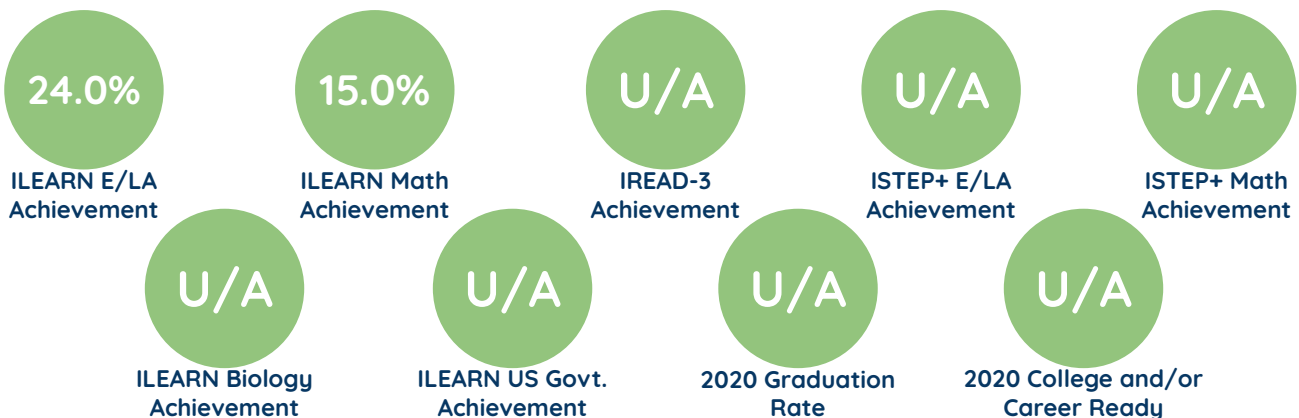 24.0%
15.0%
U/A
U/A
U/A
ILEARN E/LA
Achievement
ILEARN Math
Achievement
IREAD-3
Achievement
ISTEP+ E/LA
Achievement
ISTEP+ Math
Achievement
U/A
U/A
U/A
U/A
ILEARN Biology
Achievement
ILEARN US Govt.
Achievement
2020 Graduation
Rate
2020 College and/or
Career Ready